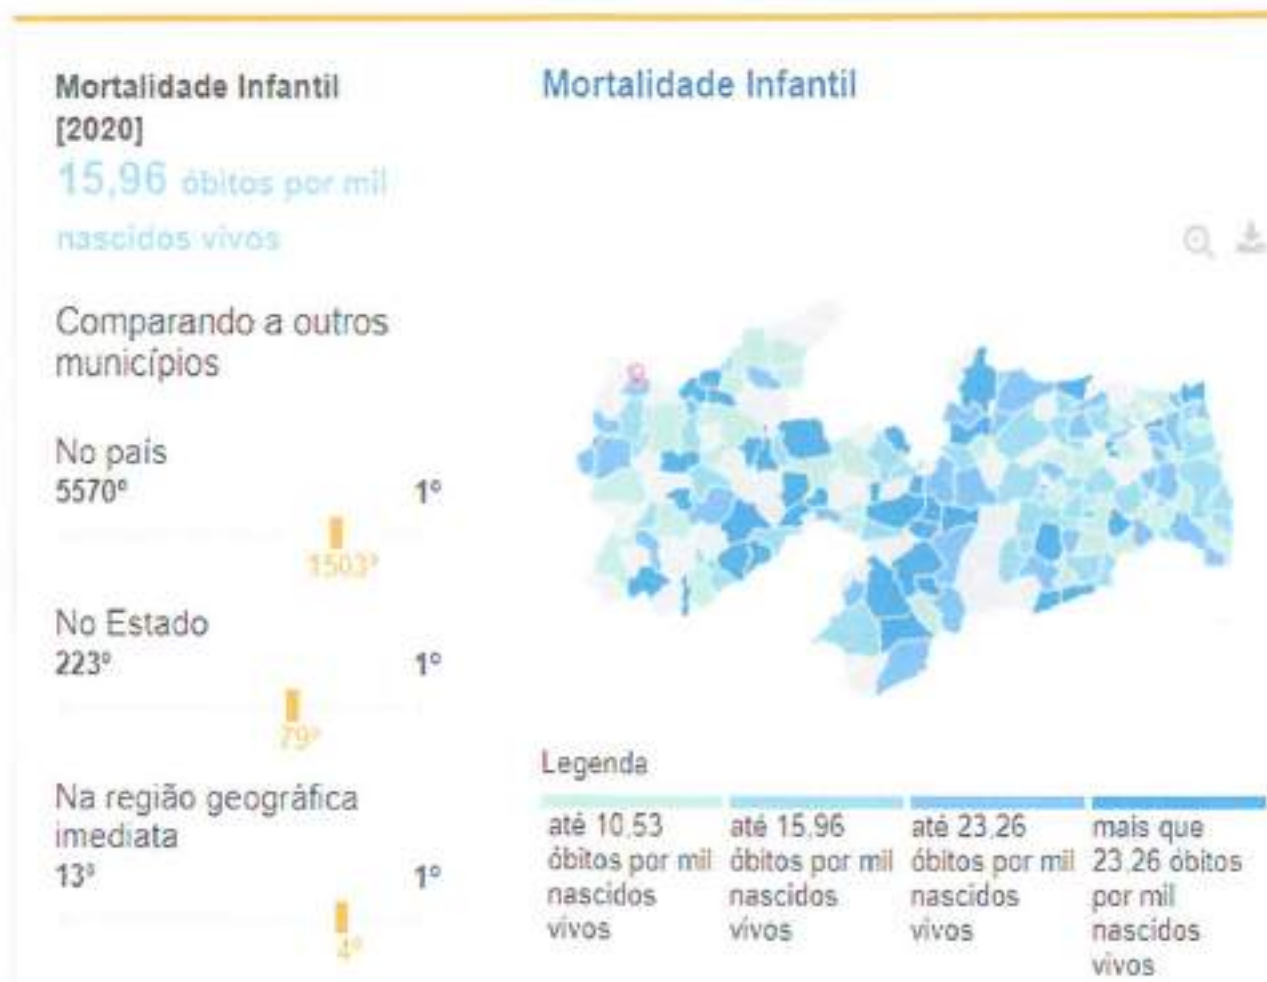 Mortalidade Infantil
[2020]
15,96 óbitos por mil
nascidos vivos
Comparando a outros
municípios
No país
5570º 1º
1503º
No Estado
223º 1º
79º
Na região geográfica
imediata
13º 1º
4º
Mortalidade Infantil
Legenda
até 10,53
óbitos por mil
nascidos
vivos
até 15,96
óbitos por mil
nascidos
vivos
até 23,26
óbitos por mil
nascidos
vivos
mais que
23,26 óbitos
por mil
nascidos
vivos